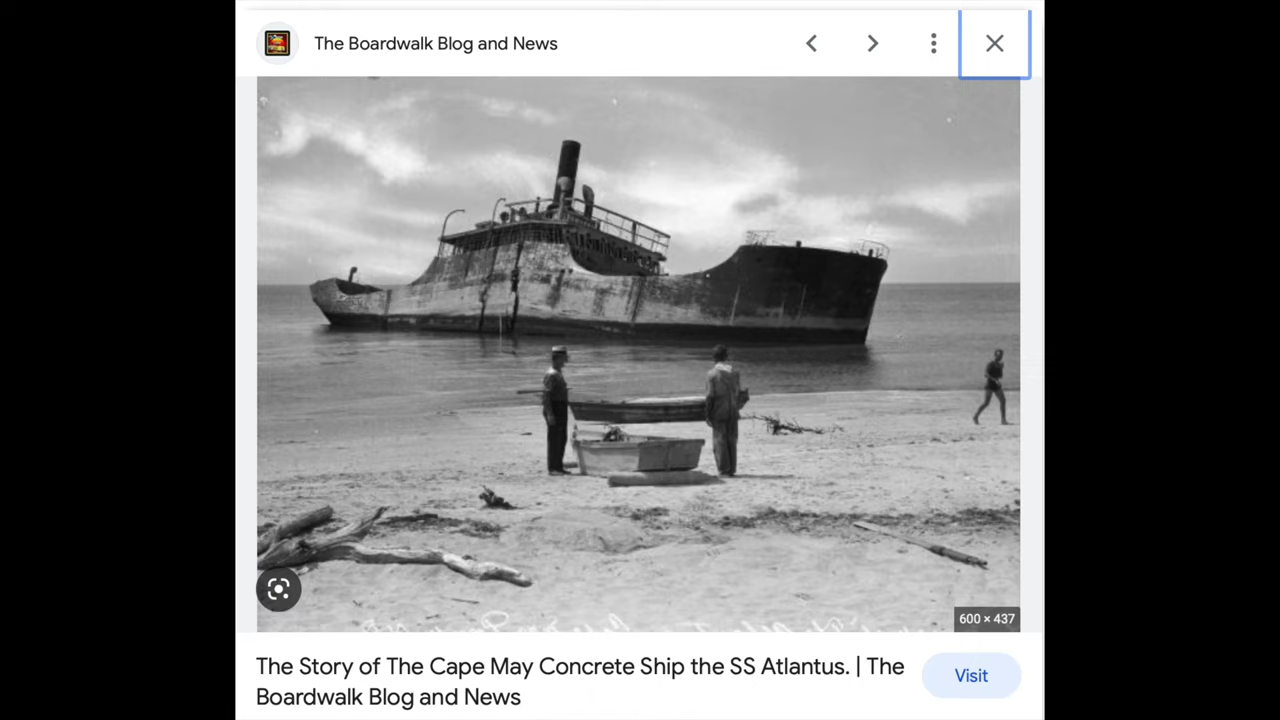 The Boardwalk Blog and News
600 × 437
The Story of The Cape May Concrete Ship the SS Atlantus. | The
Boardwalk Blog and News
Visit